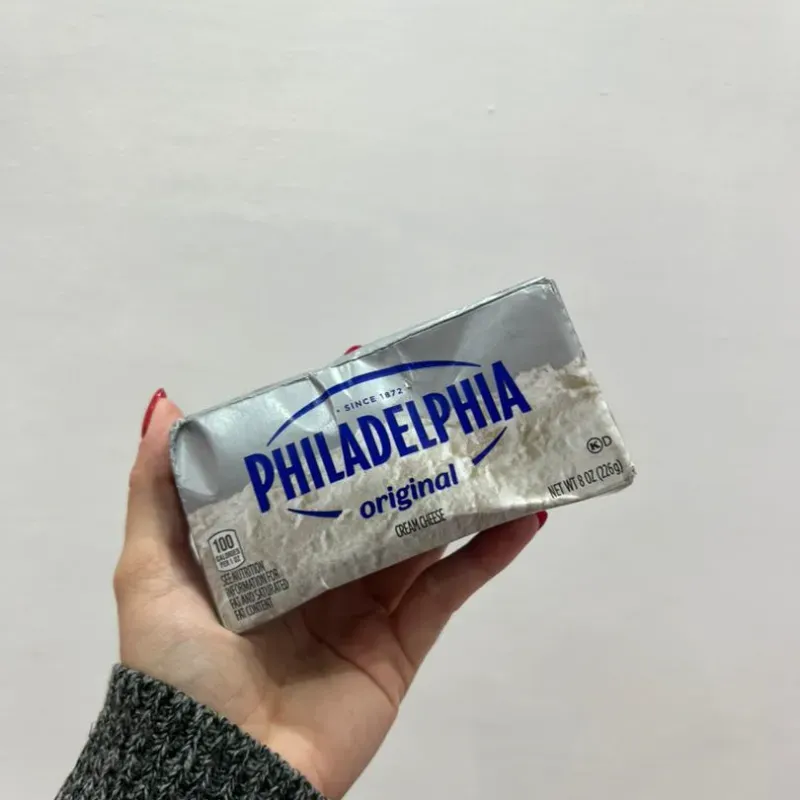 • SINCE 1872 •
PHILADELPHIA
original
CREAM CHEESE
K D
NET WT 8 OZ (226g)
100
CALORIES
PER 1 OZ
SEE NUTRITION
INFORMATION FOR
FAT AND SATURATED
FAT CONTENT